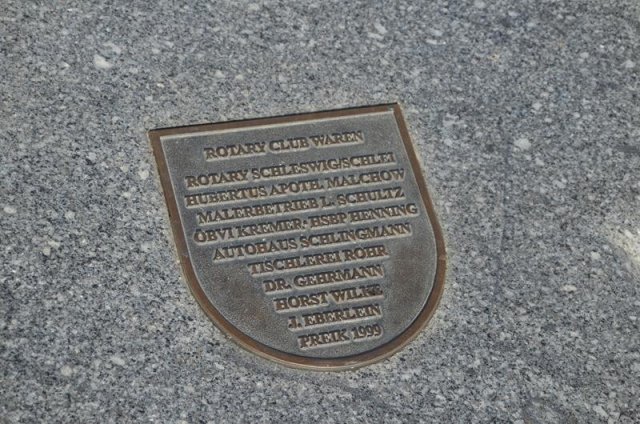 ROTARY CLUB WAREN
ROTARY SCHLESWIG/SCHLEI
HUBERTUS APOTH. MALCHOW
MALERBETRIEB L. SCHULTZ
ÖBVI KREMER · HSBP HENNING
AUTOHAUS SCHLINGMANN
TISCHLEREI ROHR
DR. GEHRMANN
HORST WILKE
J. EBERLEIN
PREIK 1999